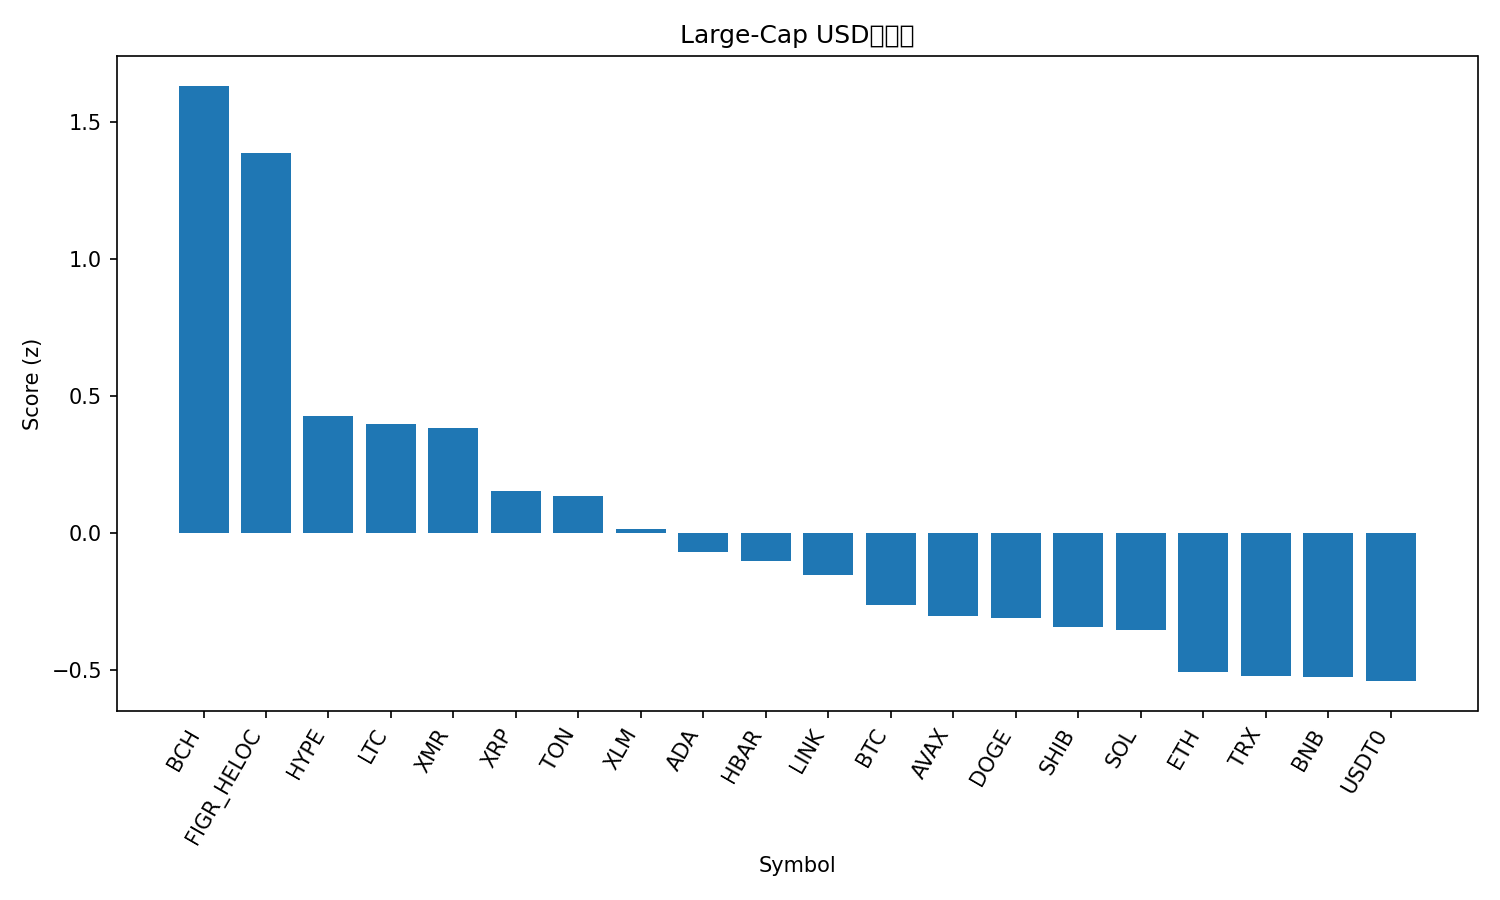 Large-Cap USD
Score (z)
1.5
1.0
0.5
0.0
−0.5
BCH
FIGR_HELOC
HYPE
LTC
XMR
XRP
TON
XLM
ADA
HBAR
LINK
BTC
AVAX
DOGE
SHIB
SOL
ETH
TRX
BNB
USDT0
Symbol